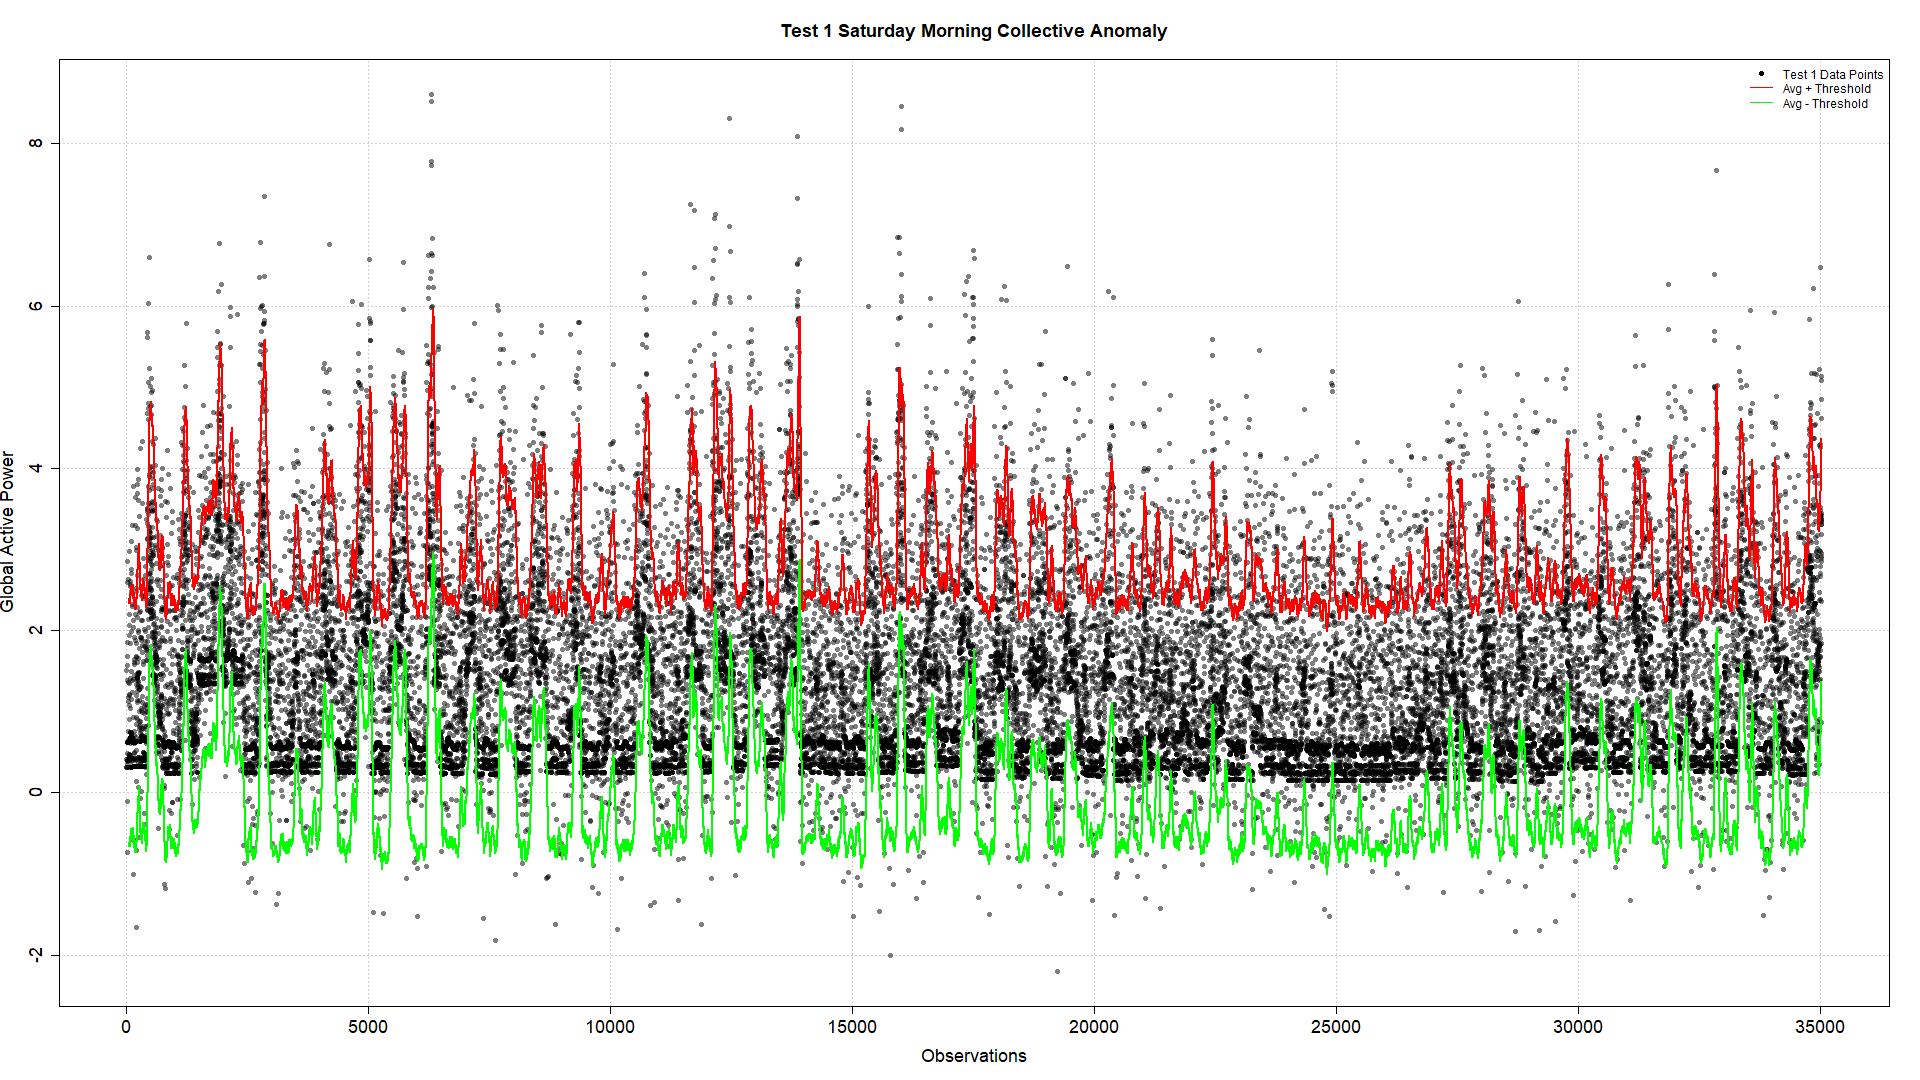 Test 1 Saturday Morning Collective Anomaly
Test 1 Data Points
Avg + Threshold
Avg - Threshold
Global Active Power
8
6
4
2
0
-2
0 5000 10000 15000 20000 25000 30000 35000
Observations